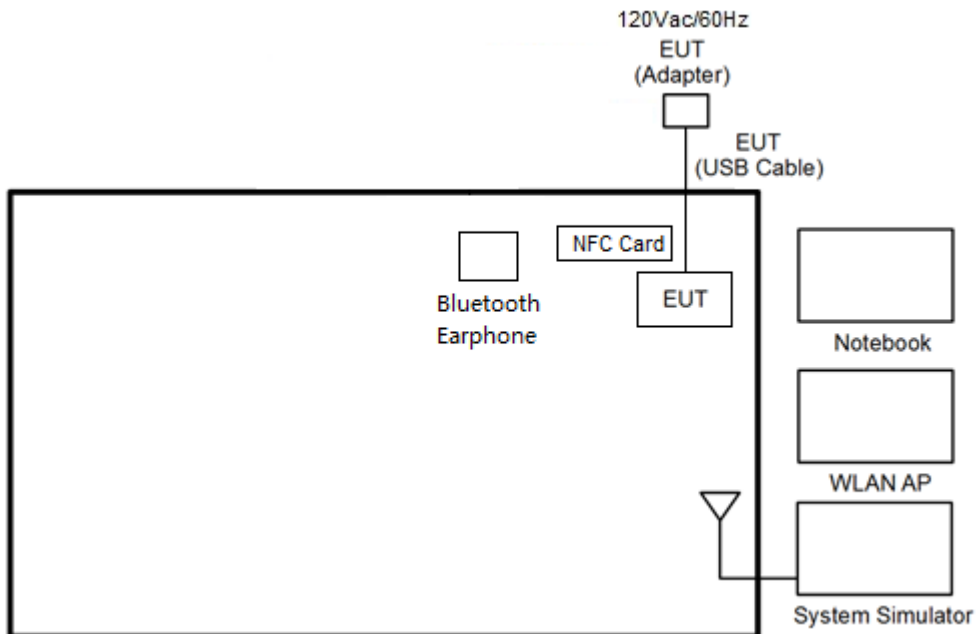 120Vac/60Hz
EUT
(Adapter)
EUT
(USB Cable)
NFC Card
Bluetooth
Earphone
EUT
Notebook
WLAN AP
System Simulator